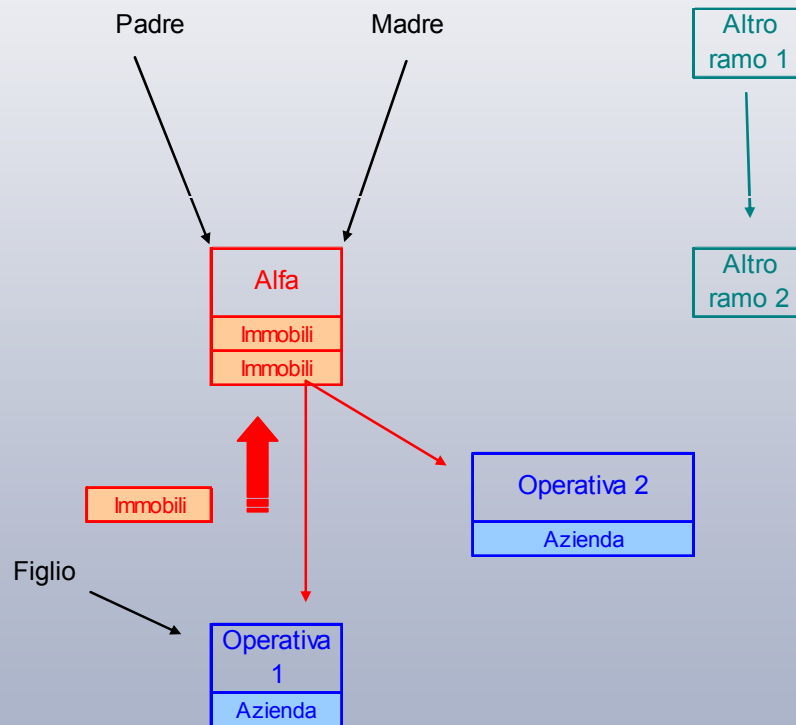 Padre
Madre
Altro
ramo 1
Alfa
Immobili
Immobili
Altro
ramo 2
Immobili
Operativa 2
Azienda
Figlio
Operativa
1
Azienda